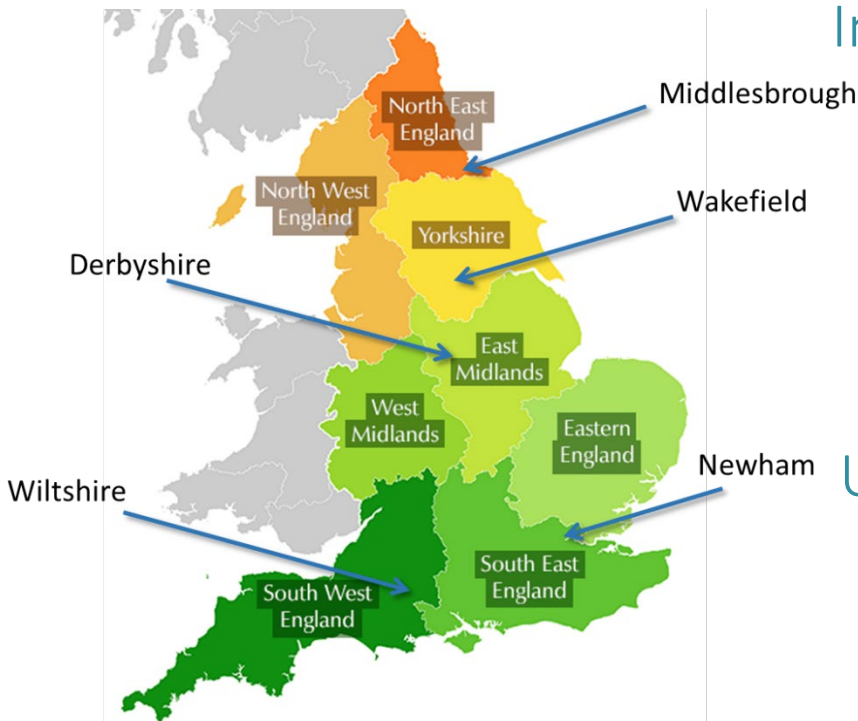 In
Middlesbrough
North East
England
Wakefield
North West
England
Yorkshire
Derbyshire
East
Midlands
West
Midlands
Eastern
England
Newham
U
Wiltshire
South East
England
South West
England